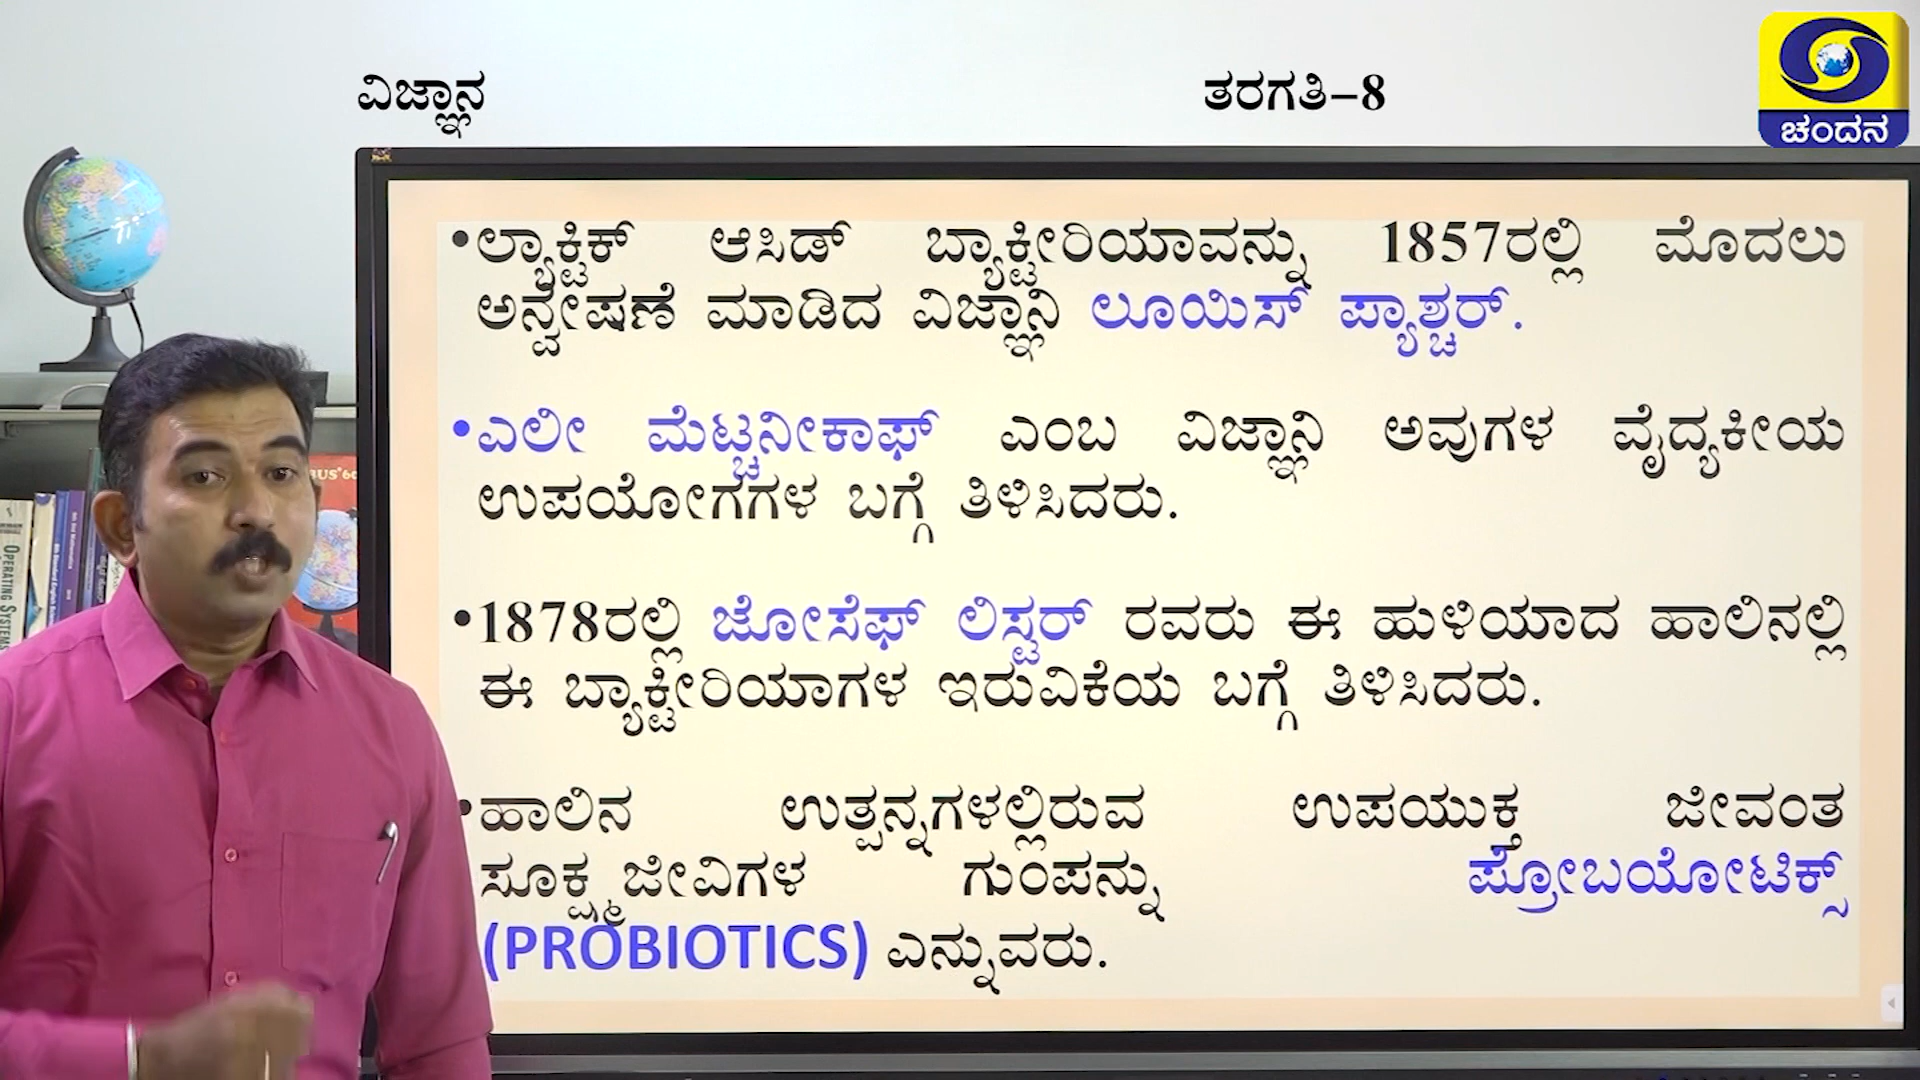 ವಿಜ್ಞಾನ
ತರಗತಿ–8
ಚಂದನ
•ಲ್ಯಾಕ್ಟಿಕ್ ಆಸಿಡ್ ಬ್ಯಾಕ್ಟೀರಿಯಾವನ್ನು 1857ರಲ್ಲಿ ಮೊದಲು
ಅನ್ವೇಷಣೆ ಮಾಡಿದ ವಿಜ್ಞಾನಿ ಲೂಯಿಸ್ ಪ್ಯಾಶ್ಚರ್.
•ಎಲೀ ಮೆಟ್ಚನೀಕಾಫ್ ಎಂಬ ವಿಜ್ಞಾನಿ ಅವುಗಳ ವೈದ್ಯಕೀಯ
ಉಪಯೋಗಗಳ ಬಗ್ಗೆ ತಿಳಿಸಿದರು.
•1878ರಲ್ಲಿ ಜೋಸೆಫ್ ಲಿಸ್ಟರ್ ರವರು ಈ ಹುಳಿಯಾದ ಹಾಲಿನಲ್ಲಿ
ಈ ಬ್ಯಾಕ್ಟೀರಿಯಾಗಳ ಇರುವಿಕೆಯ ಬಗ್ಗೆ ತಿಳಿಸಿದರು.
•ಹಾಲಿನ ಉತ್ಪನ್ನಗಳಲ್ಲಿರುವ ಉಪಯುಕ್ತ ಜೀವಂತ
ಸೂಕ್ಷ್ಮಜೀವಿಗಳ ಗುಂಪನ್ನು ಪ್ರೋಬಯೋಟಿಕ್ಸ್
(PROBIOTICS) ಎನ್ನುವರು.
OPERATING SYSTEMS